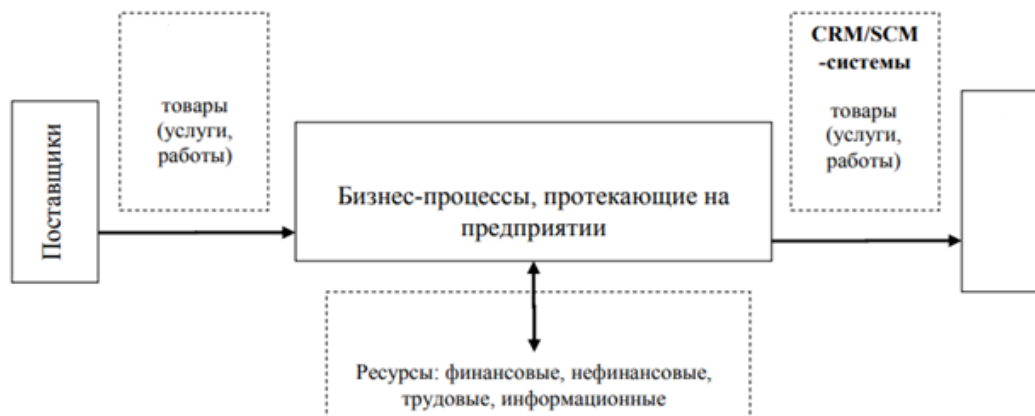 Поставщики
товары
(услуги,
работы)
Бизнес-процессы, протекающие на
предприятии
CRM/SCM
-системы
товары
(услуги,
работы)
Ресурсы: финансовые, нефинансовые,
трудовые, информационные